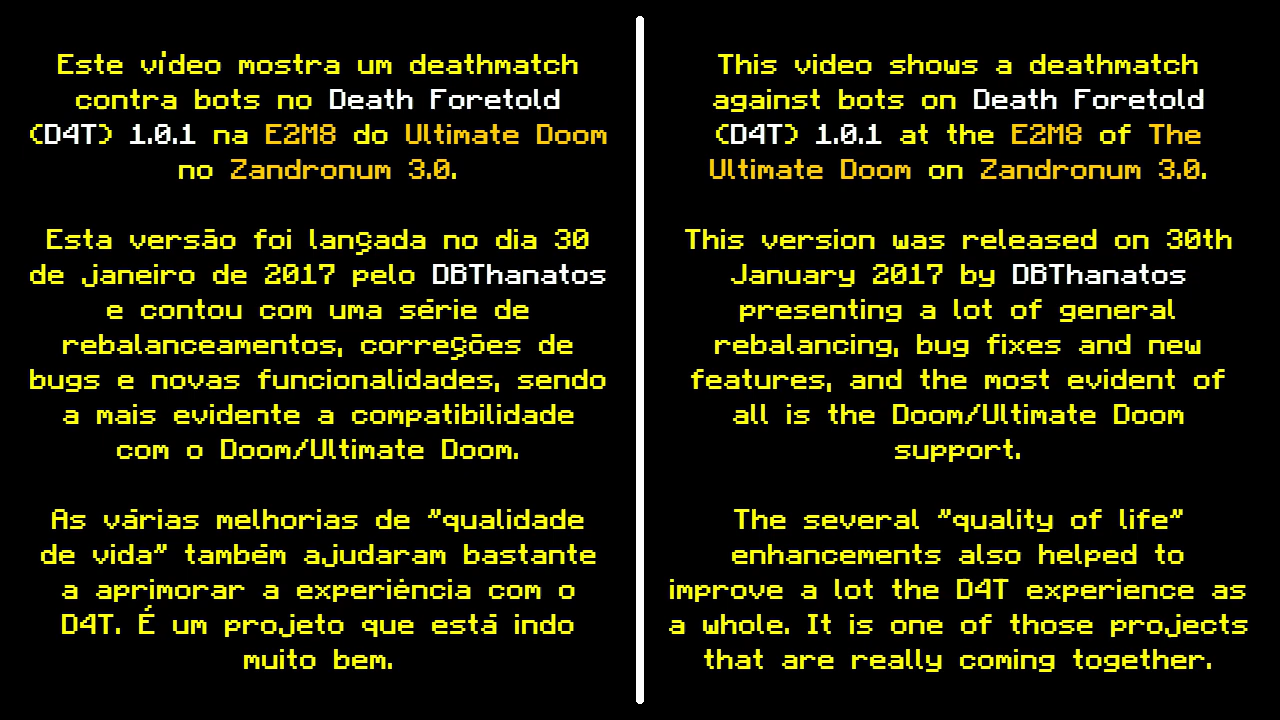 Este vídeo mostra um deathmatch
contra bots no Death Foretold
(D4T) 1.0.1 na E2M8 do Ultimate Doom
no Zandronum 3.0.
Esta versão foi lançada no dia 30
de janeiro de 2017 pelo DBThanatos
e contou com uma série de
rebalanceamentos, correções de
bugs e novas funcionalidades, sendo
a mais evidente a compatibilidade
com o Doom/Ultimate Doom.
As várias melhorias de "qualidade
de vida" também ajudaram bastante
a aprimorar a experiência com o
D4T. É um projeto que está indo
muito bem.
This video shows a deathmatch
against bots on Death Foretold
(D4T) 1.0.1 at the E2M8 of The
Ultimate Doom on Zandronum 3.0.
This version was released on 30th
January 2017 by DBThanatos
presenting a lot of general
rebalancing, bug fixes and new
features, and the most evident of
all is the Doom/Ultimate Doom
support.
The several "quality of life"
enhancements also helped to
improve a lot the D4T experience as
a whole. It is one of those projects
that are really coming together.